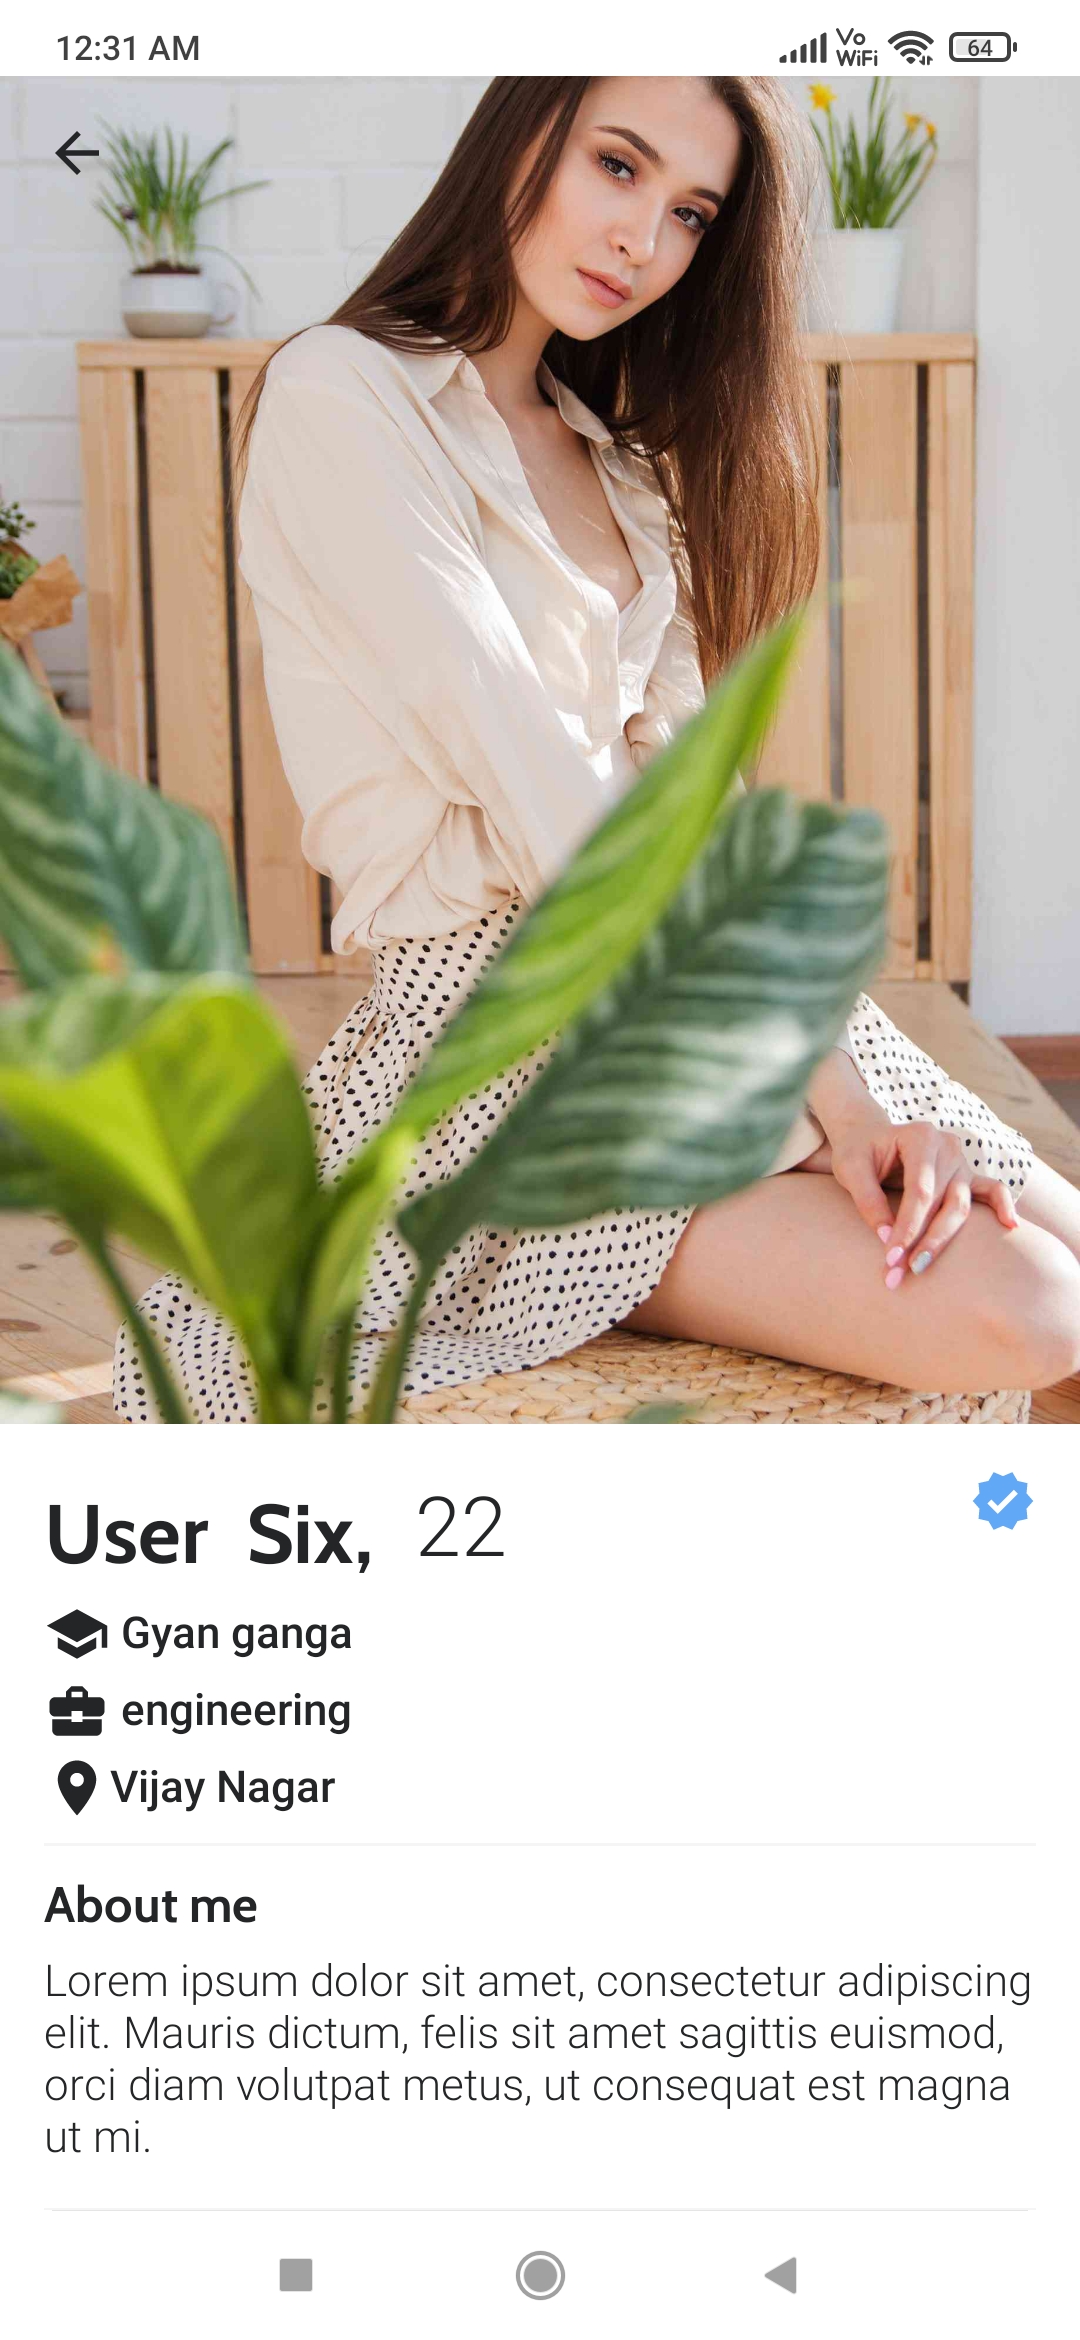 12:31 AM
Vo
WiFi
64
User Six, 22
Gyan ganga
engineering
Vijay Nagar
About me
Lorem ipsum dolor sit amet, consectetur adipiscing
elit. Mauris dictum, felis sit amet sagittis euismod,
orci diam volutpat metus, ut consequat est magna
ut mi.